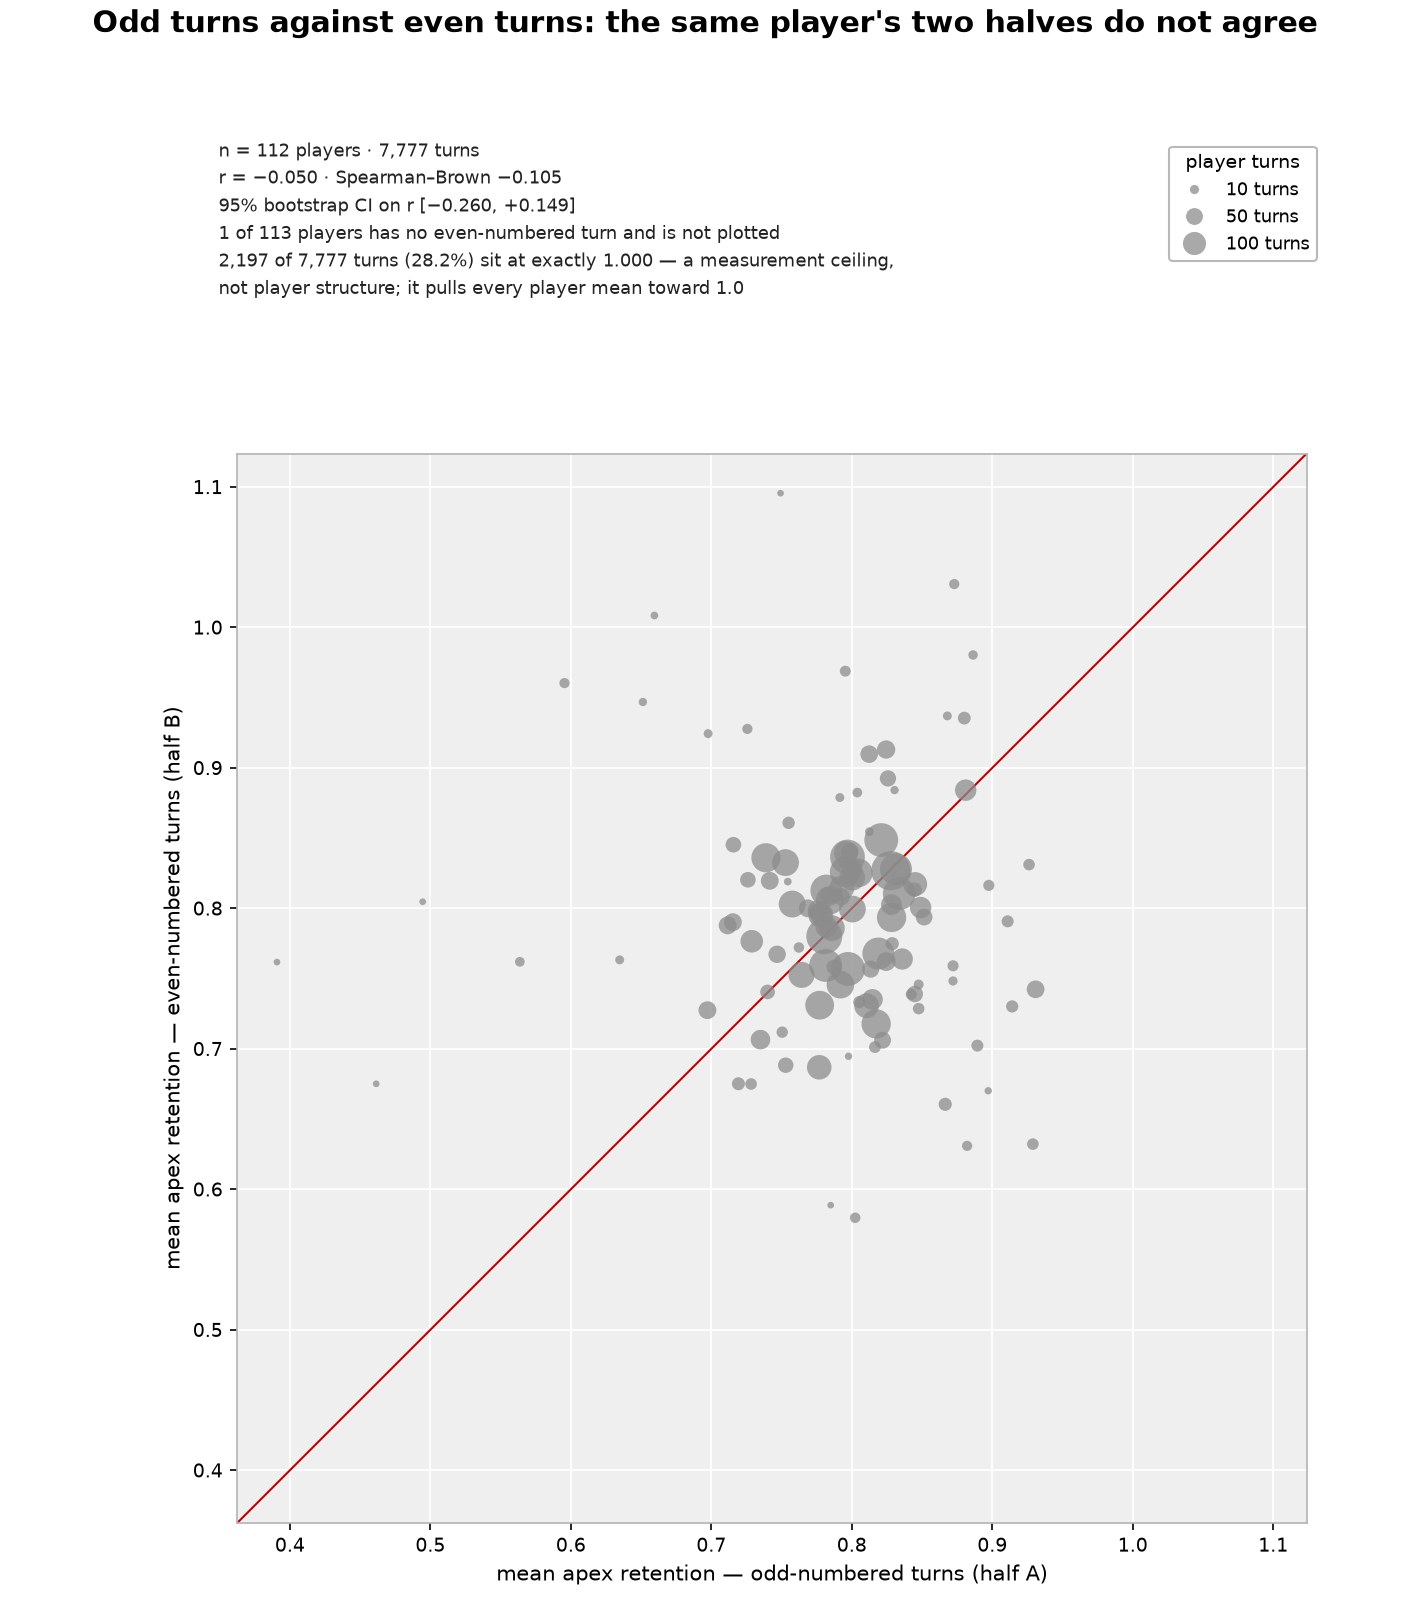 Odd turns against even turns: the same player's two halves do not agree
n = 112 players · 7,777 turns
r = −0.050 · Spearman–Brown −0.105
95% bootstrap CI on r [−0.260, +0.149]
1 of 113 players has no even-numbered turn and is not plotted
2,197 of 7,777 turns (28.2%) sit at exactly 1.000 — a measurement ceiling,
not player structure; it pulls every player mean toward 1.0
player turns
10 turns
50 turns
100 turns
mean apex retention — even-numbered turns (half B)
1.1
1.0
0.9
0.8
0.7
0.6
0.5
0.4
0.4 0.5 0.6 0.7 0.8 0.9 1.0 1.1
mean apex retention — odd-numbered turns (half A)